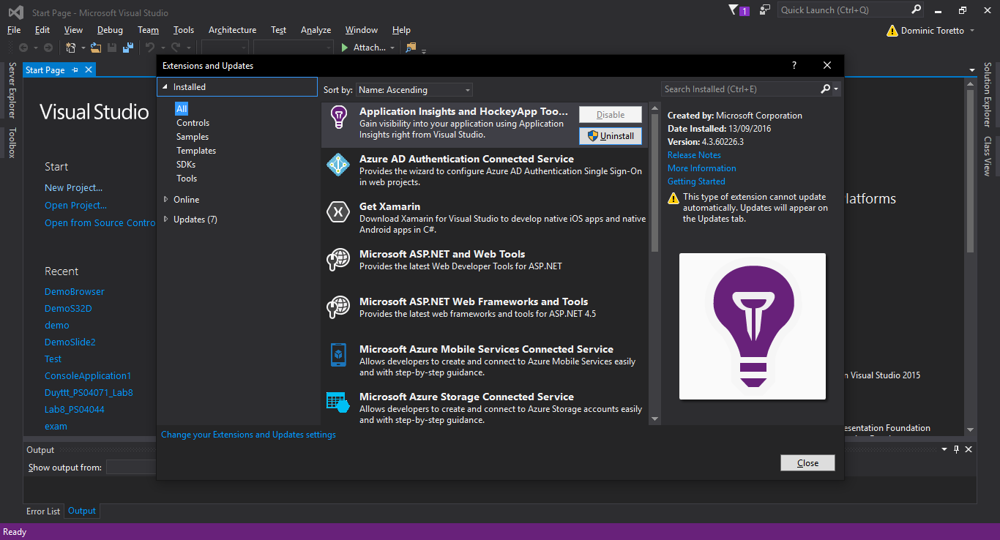 Start Page - Microsoft Visual Studio
1
Quick Launch (Ctrl+Q)
File Edit View Debug Team Tools Architecture Test Analyze Window Help
Dominic Toretto
Attach...
Server Explorer
Toolbox
Start Page
Solution Explorer
Class View
Visual Studio
Start
New Project...
Open Project...
Open from Source Contro
Recent
DemoBrowser
DemoS32D
demo
DemoSlide2
Test
ConsoleApplication1
Duyttt_PS04071_Lab8
Lab8_PS04044
exam
Extensions and Updates
?
Installed
All
Controls
Samples
Templates
SDKs
Tools
Online
Updates (7)
Sort by: Name: Ascending
Search Installed (Ctrl+E)
Application Insights and HockeyApp Too...
Gain visibility into your application using Application
Insights right from Visual Studio.
Disable
Uninstall
Azure AD Authentication Connected Service
Provides the wizard to configure Azure AD Authentication Single Sign-On
in web projects.
Get Xamarin
Download Xamarin for Visual Studio to develop native iOS apps and native
Android apps in C#.
Microsoft ASP.NET and Web Tools
Provides the latest Web Developer Tools for ASP.NET
Microsoft ASP.NET Web Frameworks and Tools
Provides the latest web frameworks and tools for ASP.NET 4.5
Microsoft Azure Mobile Services Connected Service
Allows developers to create and connect to Azure Mobile Services easily
and with step-by-step guidance.
Microsoft Azure Storage Connected Service
Allows developers to create and connect to Azure Storage accounts easily
and with step-by-step guidance.
Created by: Microsoft Corporation
Date Installed: 13/09/2016
Version: 4.3.60226.3
Release Notes
More Information
Getting Started
This type of extension cannot update
automatically. Updates will appear on
the Updates tab.
Change your Extensions and Updates settings
Close
latforms
n Visual Studio 2015
esentation Foundation
Output
Show output from:
Error List Output
Ready